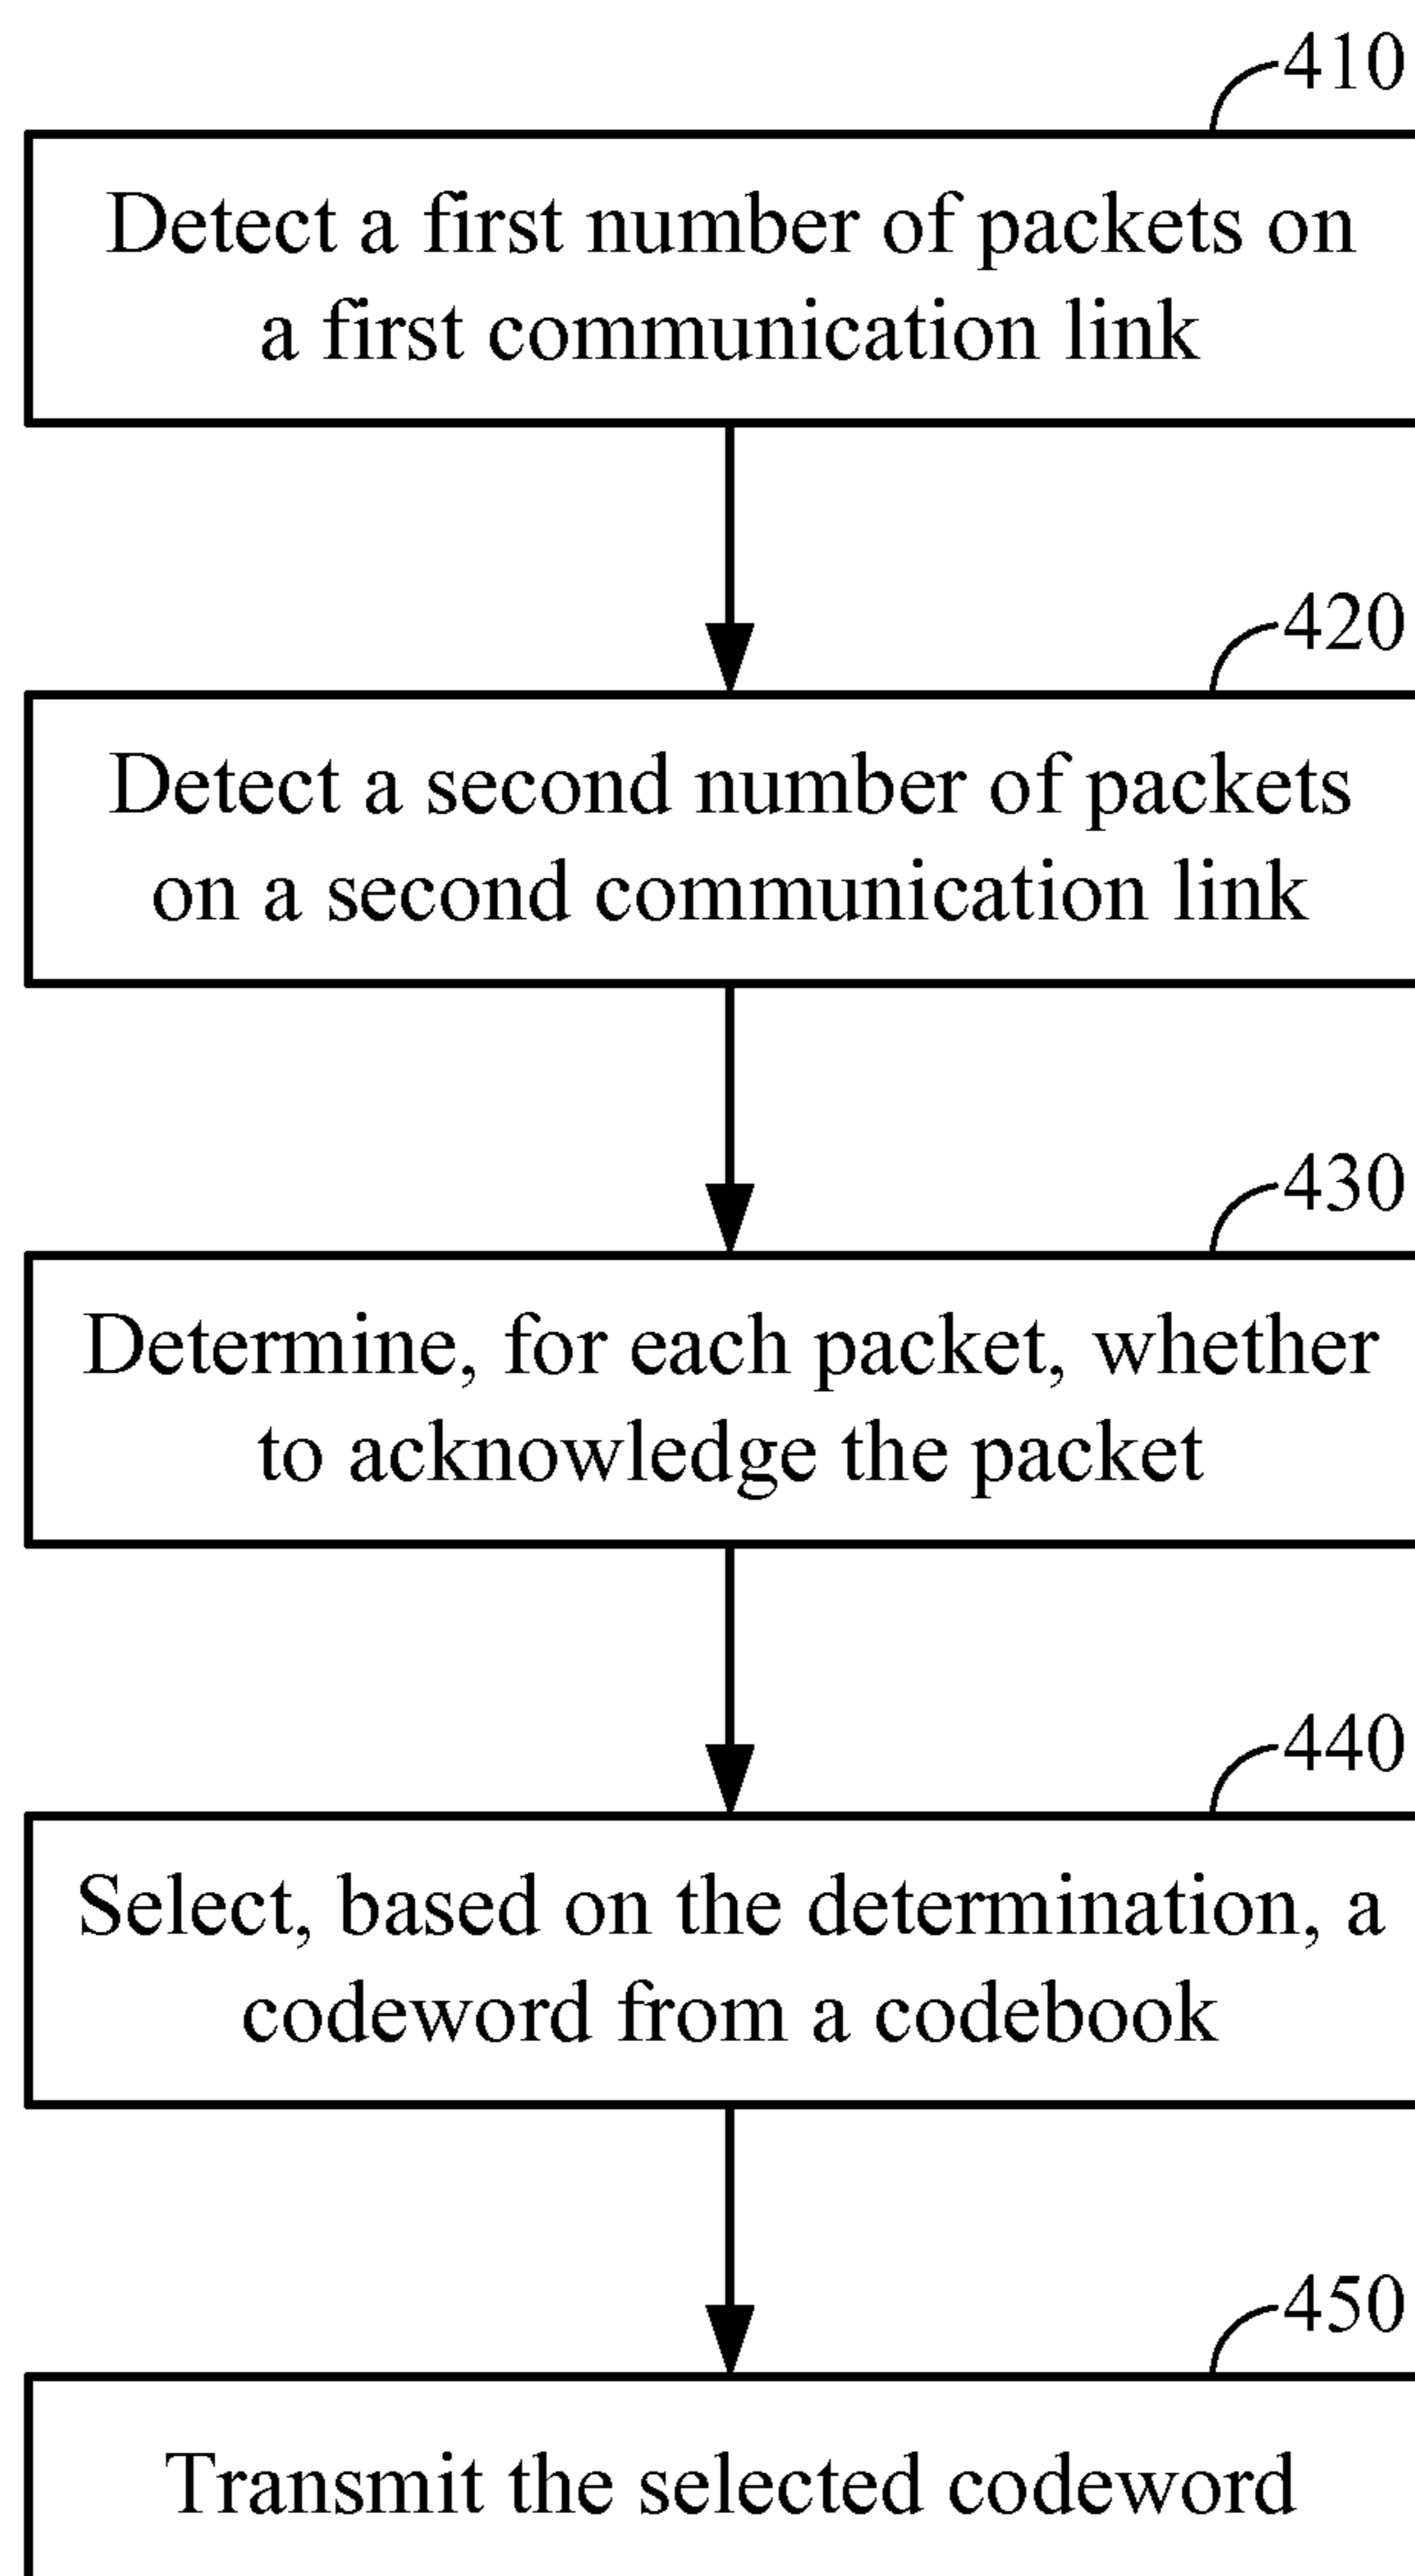 410
Detect a first number of packets on
a first communication link
420
Detect a second number of packets
on a second communication link
430
Determine, for each packet, whether
to acknowledge the packet
440
Select, based on the determination, a
codeword from a codebook
450
Transmit the selected codeword